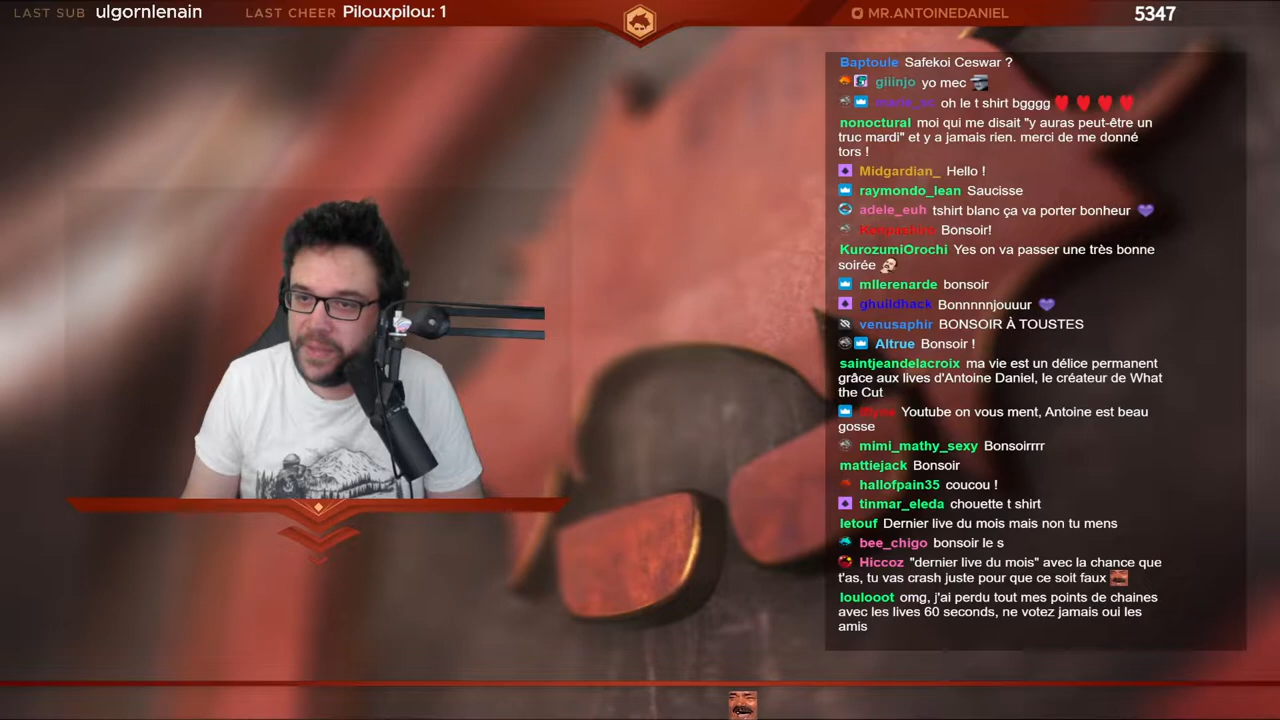 LAST SUB ulgornlenain LAST CHEER Pilouxpilou: 1 MR.ANTOINEDANIEL 5347
Baptoule Safekoi Ceswar ?
giiinjo yo mec
oh le t shirt bgggg
nonoctural moi qui me disait "y auras peut-être un
truc mardi" et y a jamais rien. merci de me donné
tors !
Midgardian_ Hello !
raymondo_lean Saucisse
adele_euh tshirt blanc ça va porter bonheur
Bonsoir!
KurozumiOrochi Yes on va passer une très bonne
soirée
mllerenarde bonsoir
ghuildhack Bonnnnnjouuur
venusaphir BONSOIR À TOUSTES
Altrue Bonsoir !
saintjeandelacroix ma vie est un délice permanent
grâce aux lives d'Antoine Daniel, le créateur de What
the Cut
Youtube on vous ment, Antoine est beau
gosse
mimi_mathy_sexy Bonsoirrrr
mattiejack Bonsoir
hallofpain35 coucou !
tinmar_eleda chouette t shirt
letouf Dernier live du mois mais non tu mens
bee_chigo bonsoir le s
Hiccoz "dernier live du mois" avec la chance que
t'as, tu vas crash juste pour que ce soit faux
loulooot omg, j'ai perdu tout mes points de chaines
avec les lives 60 seconds, ne votez jamais oui les
amis